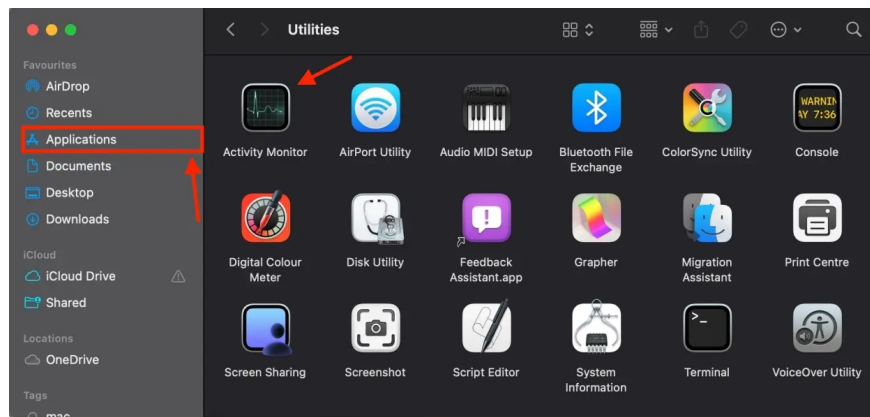 Utilities
Favourites
AirDrop
Recents
Applications
Documents
Desktop
Downloads
iCloud
iCloud Drive
Shared
Locations
OneDrive
Tags
mac
Activity Monitor
AirPort Utility
Audio MIDI Setup
Bluetooth File
Exchange
ColorSync Utility
WARNIN
AY 7:36
Console
Digital Colour
Meter
Disk Utility
Feedback
Assistant.app
Grapher
Migration
Assistant
Print Centre
Screen Sharing
Screenshot
Script Editor
System
Information
>_
Terminal
VoiceOver Utility